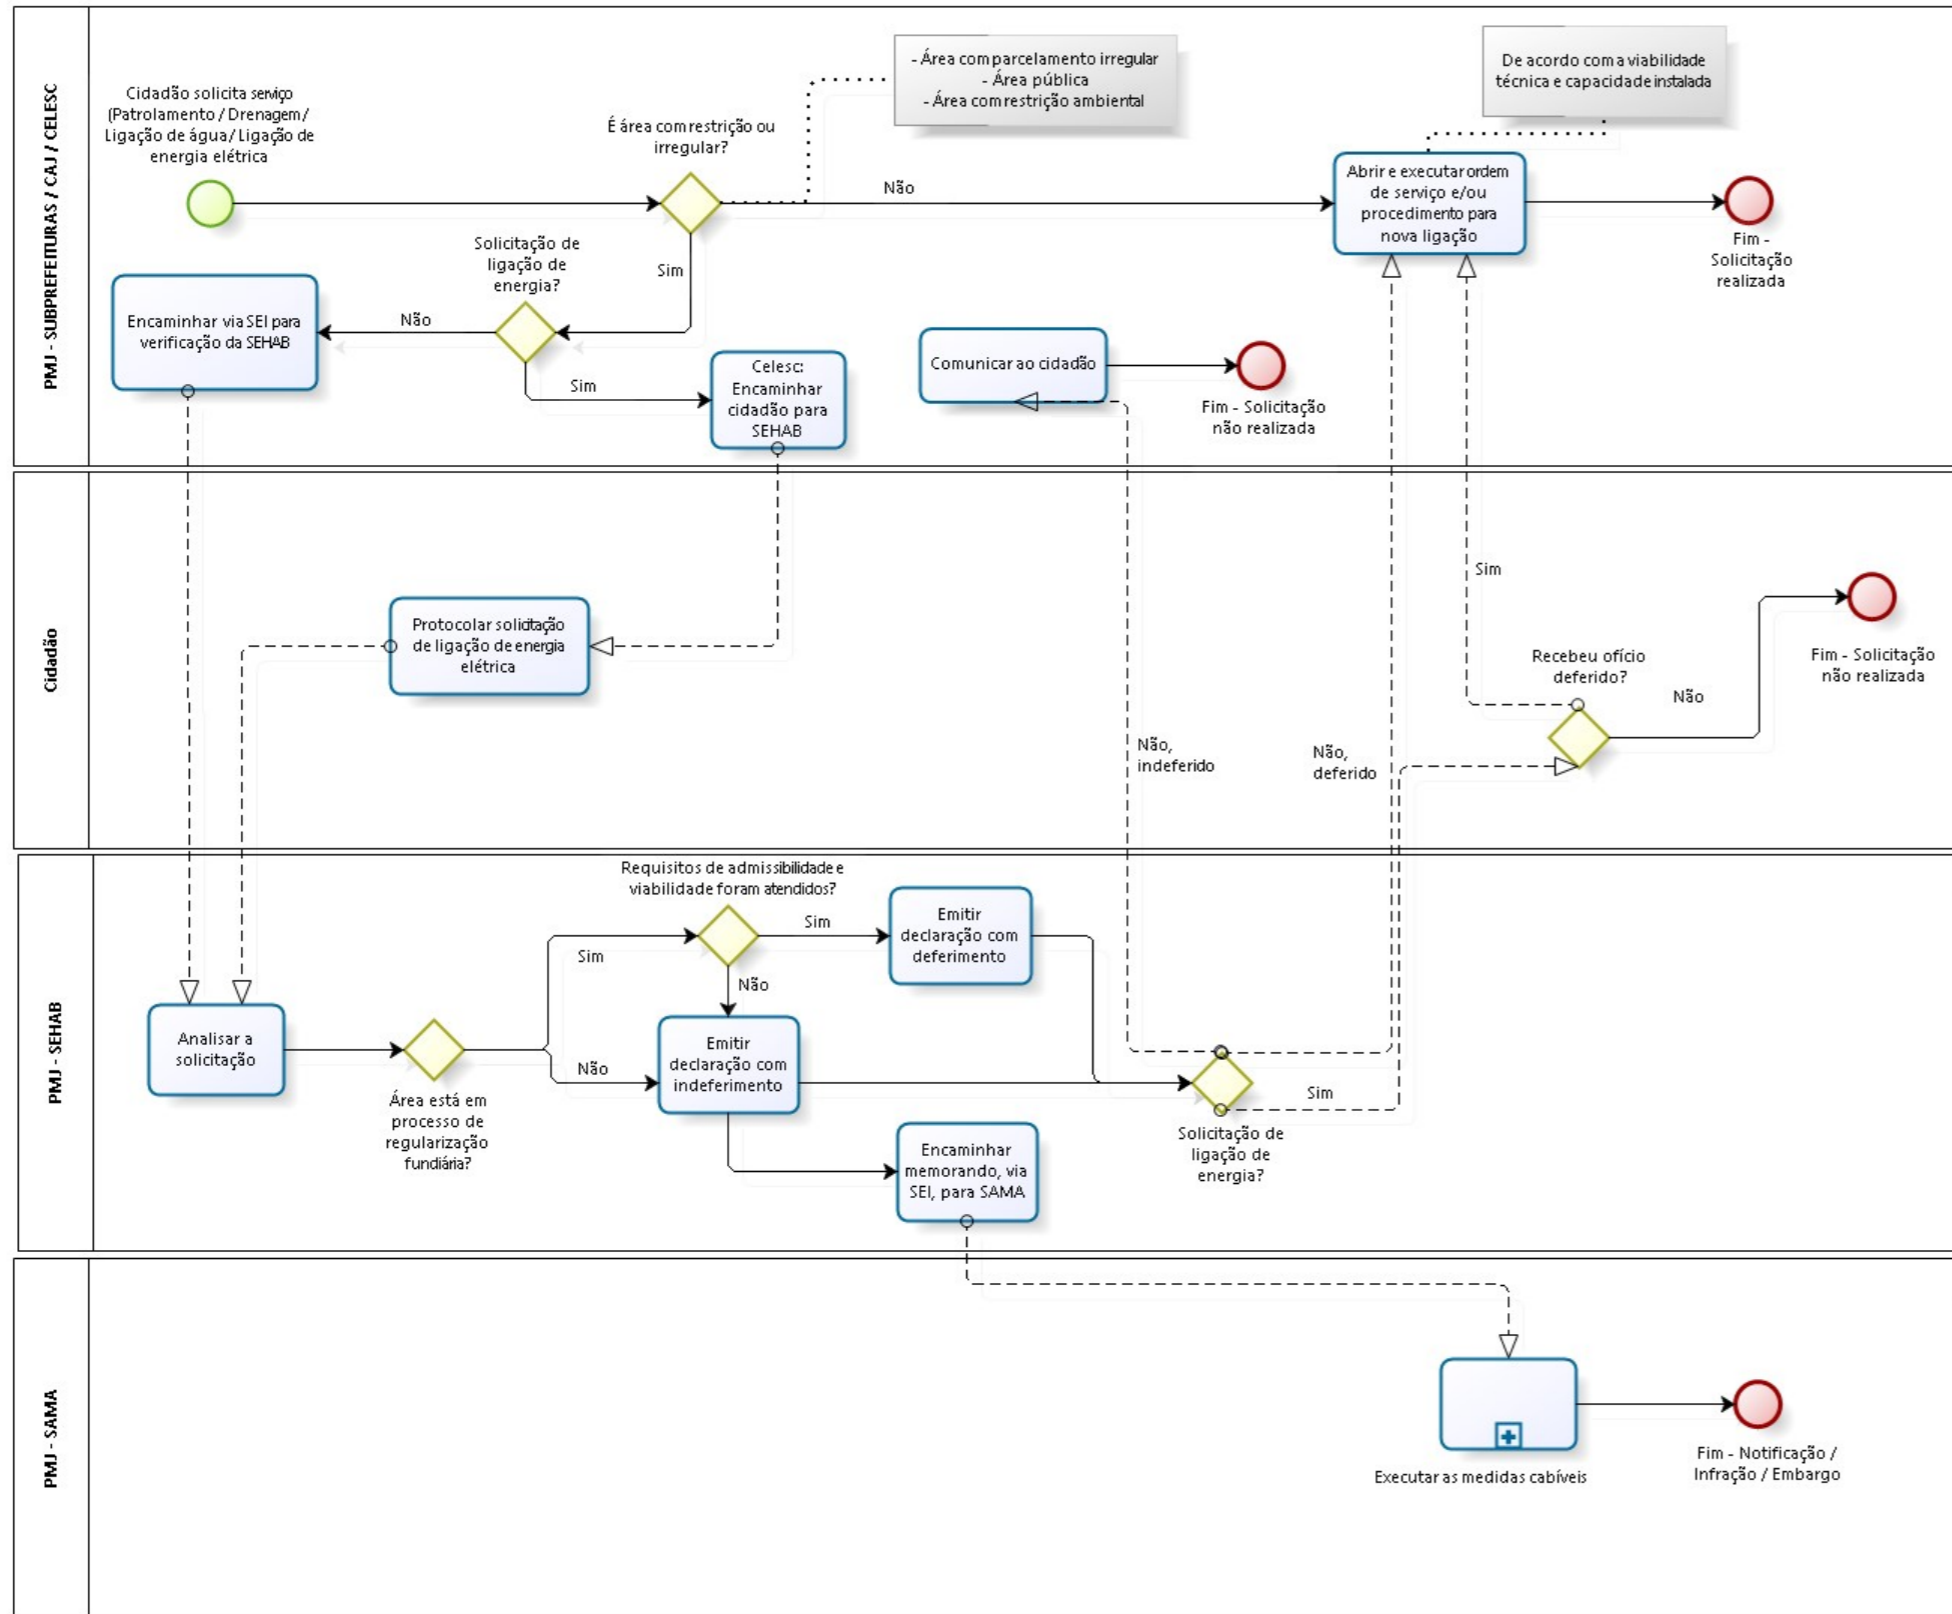 PMJ - SUBPREFEITURAS / CAJ / CELESC
Cidadão solicita serviço
(Patrolamento / Drenagem /
Ligação de água/ Ligação de
energia elétrica
É área com restrição ou
irregular?
- Área com parcelamento irregular
- Área pública
- Área com restrição ambiental
De acordo com a viabilidade
técnica e capacidade instalada
Não
Abrir e executar ordem
de serviço e/ou
procedimento para
nova ligação
Fim -
Solicitação
realizada
Sim
Solicitação de
ligação de
energia?
Não
Encaminhar via SEI para
verificação da SEHAB
Sim
Celesc:
Encaminhar
cidadão para
SEHAB
Comunicar ao cidadão
Fim - Solicitação
não realizada
Cidadão
Protocolar solicitação
de ligação de energia
elétrica
Não,
indeferido
Não,
deferido
Sim
Recebeu ofício
deferido?
Não
Fim - Solicitação
não realizada
PMJ - SEHAB
Analisar a
solicitação
Área está em
processo de
regularização
fundiária?
Sim
Não
Requisitos de admissibilidade e
viabilidade foram atendidos?
Sim
Não
Emitir
declaração com
deferimento
Emitir
declaração com
indeferimento
Encaminhar
memorando, via
SEI, para SAMA
Sim
Solicitação de
ligação de
energia?
PMJ - SAMA
Executar as medidas cabíveis
Fim - Notificação /
Infração / Embargo